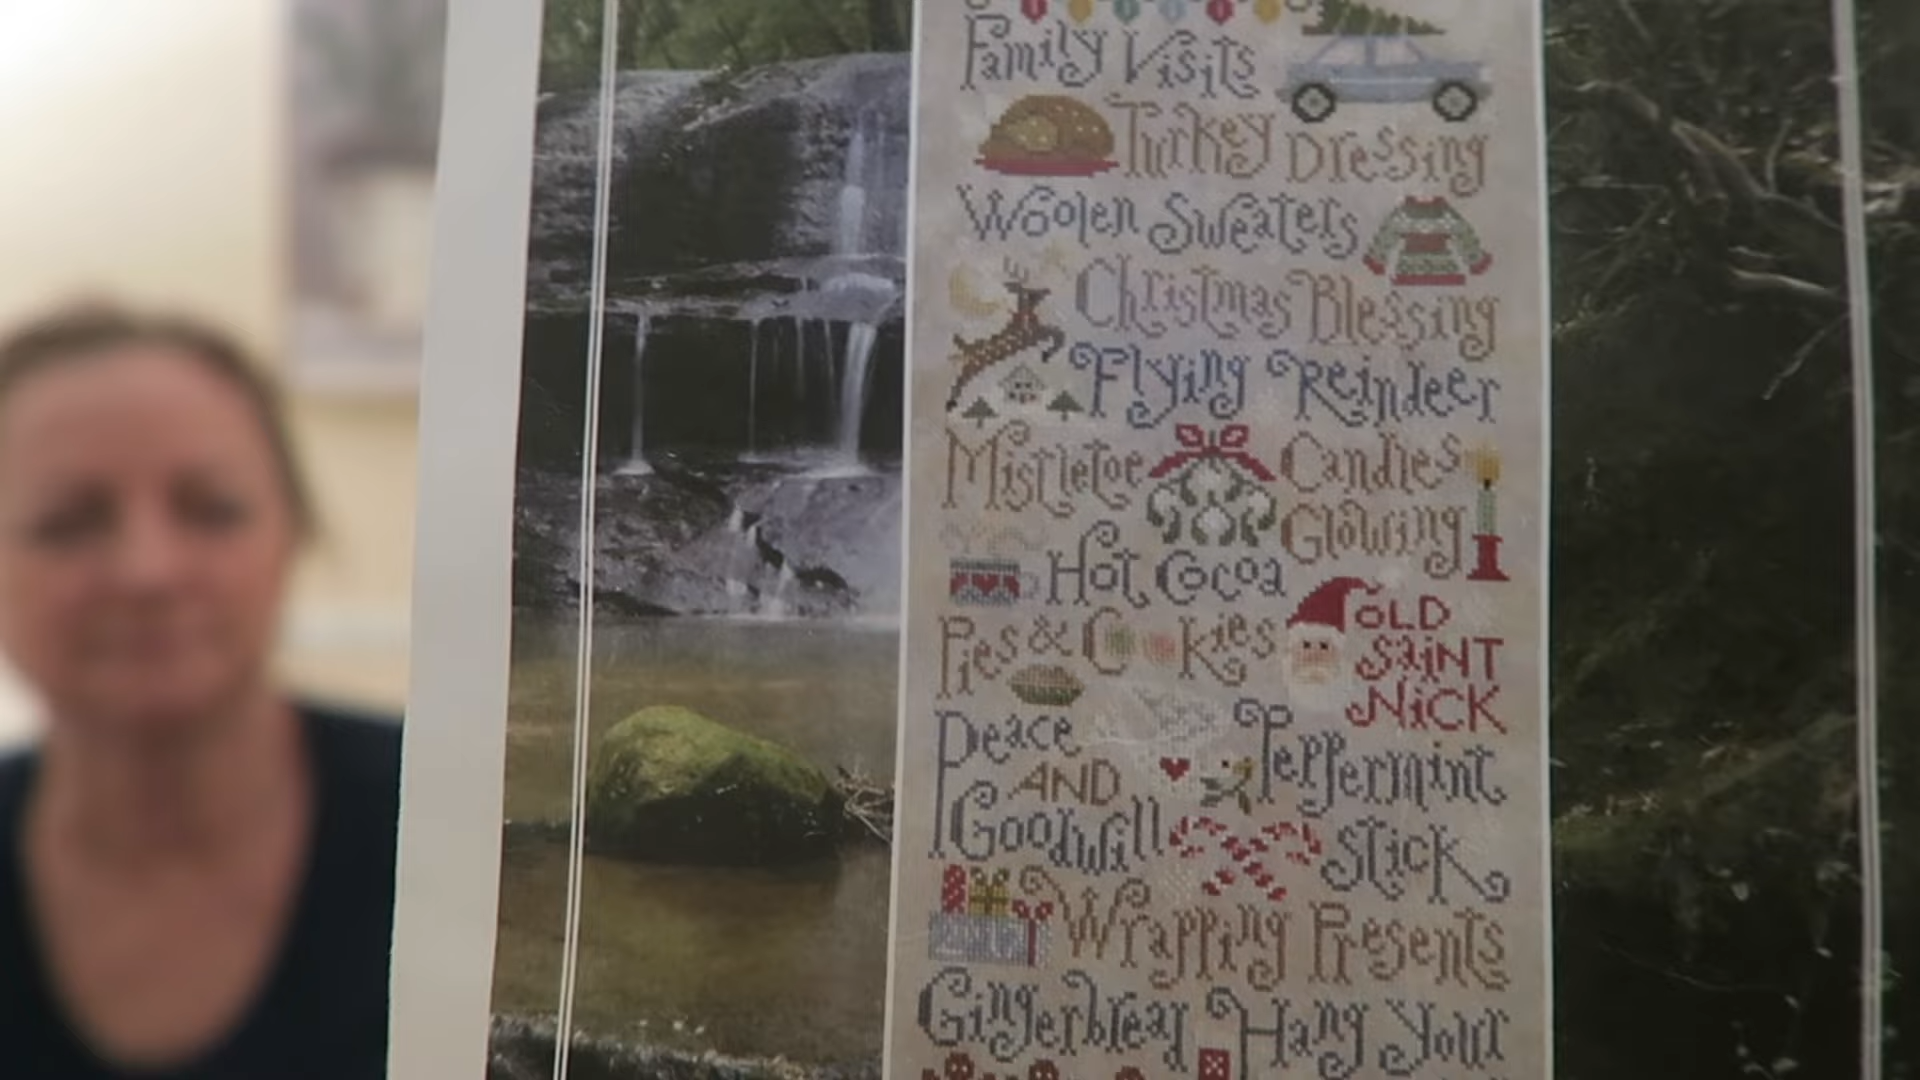 Family Visits
Turkey Dressing
Woolen Sweaters
Christmas Blessing
Flying Reindeer
Mistletoe Candles
Glowing
Hot Cocoa
Pies & Cookies
OLD
SAiNT
NiCK
Peace
AND
Goodwill
Peppermint
Stick
Wrapping Presents
Gingerbread Hang Your